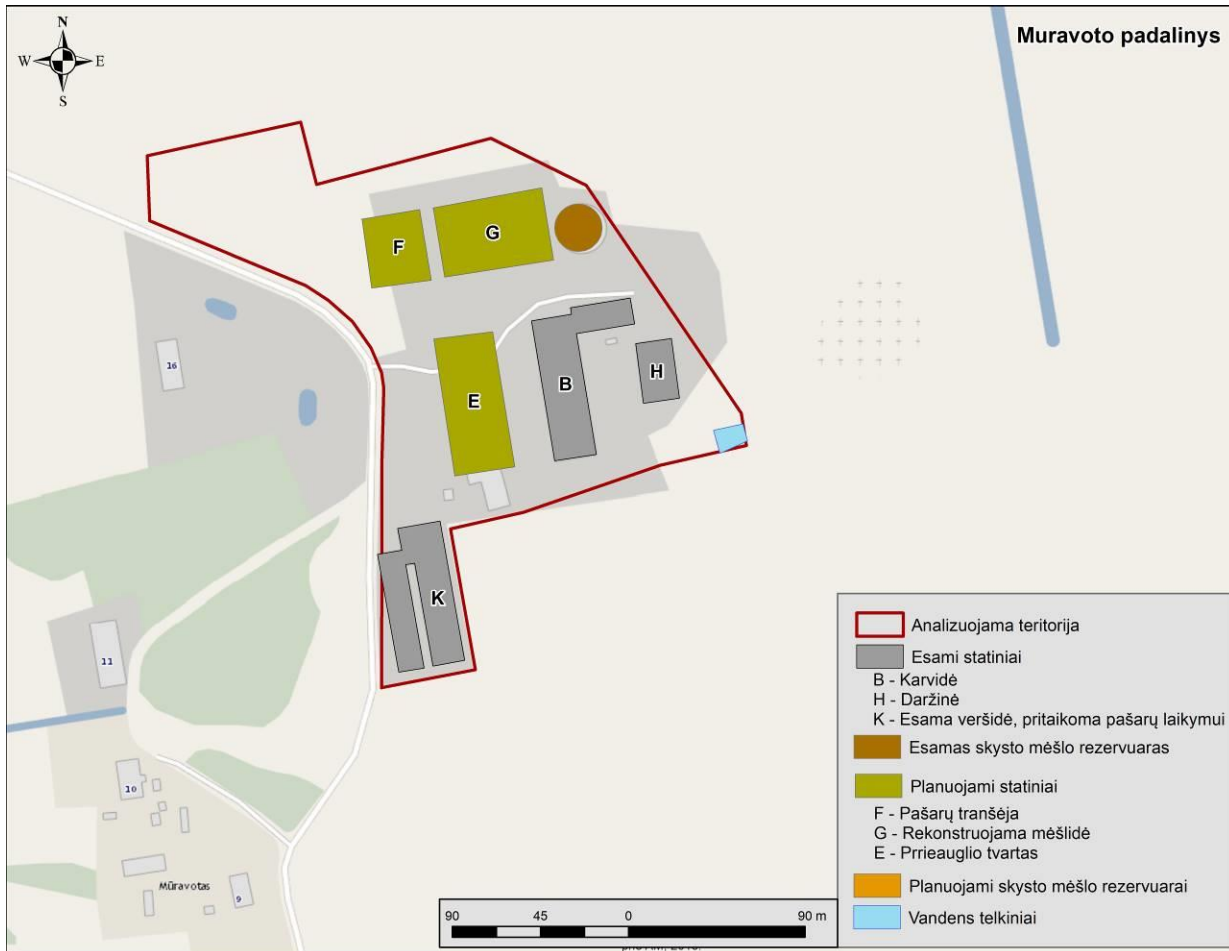 Muravoto padalinys
N
W
E
S
F
G
16
B
H
E
K
11
10
Mūravotas
9
Analizuojama teritorija
Esami statiniai
B - Karvidė
H - Daržinė
K - Esama veršidė, pritaikoma pašarų laikymui
Esamas skysto mėšlo rezervuaras
Planuojami statiniai
F - Pašarų tranšėja
G - Rekonstruojama mėšlidė
E - Prrieauglio tvartas
Planuojami skysto mėšlo rezervuarai
Vandens telkiniai
90 45 0 90 m